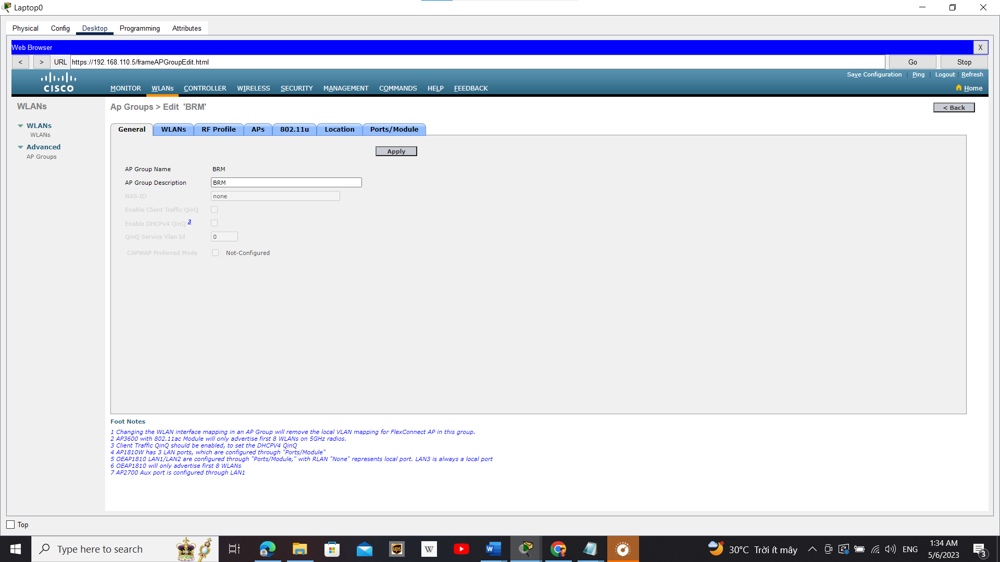 Laptop0
Physical Config Desktop Programming Attributes
Web Browser X
< > URL https://192.168.110.5/frameAPGroupEdit.html Go Stop
Save Configuration | Ping | Logout | Refresh
CISCO
MONITOR WLANs CONTROLLER WIRELESS SECURITY MANAGEMENT COMMANDS HELP FEEDBACK Home
WLANs
WLANs
WLANs
Advanced
AP Groups
Ap Groups > Edit 'BRM' < Back
General WLANs RF Profile APs 802.11u Location Ports/Module
Apply
AP Group Name BRM
AP Group Description BRM
NAS-ID none
Enable Client Traffic QinQ
Enable DHCPv4 QinQ 3
QinQ Service Vlan Id 0
CAPWAP Preferred Mode Not-Configured
Foot Notes
1 Changing the WLAN interface mapping in an AP Group will remove the local VLAN mapping for FlexConnect AP in this group.
2 AP3600 with 802.11ac Module will only advertise first 8 WLANs on 5GHz radios.
3 Client Traffic QinQ should be enabled, to set the DHCPV4 QinQ
4 AP1810W has 3 LAN ports, which are configured through "Ports/Module"
5 OEAP1810 LAN1/LAN2 are configured through "Ports/Module," with RLAN "None" represents local port. LAN3 is always a local port
6 OEAP1810 will only advertise first 8 WLANs
7 AP2700 Aux port is configured through LAN1
Top
Type here to search
ups
W
W
30°C Trời ít mây
ENG
1:34 AM
5/6/2023
3